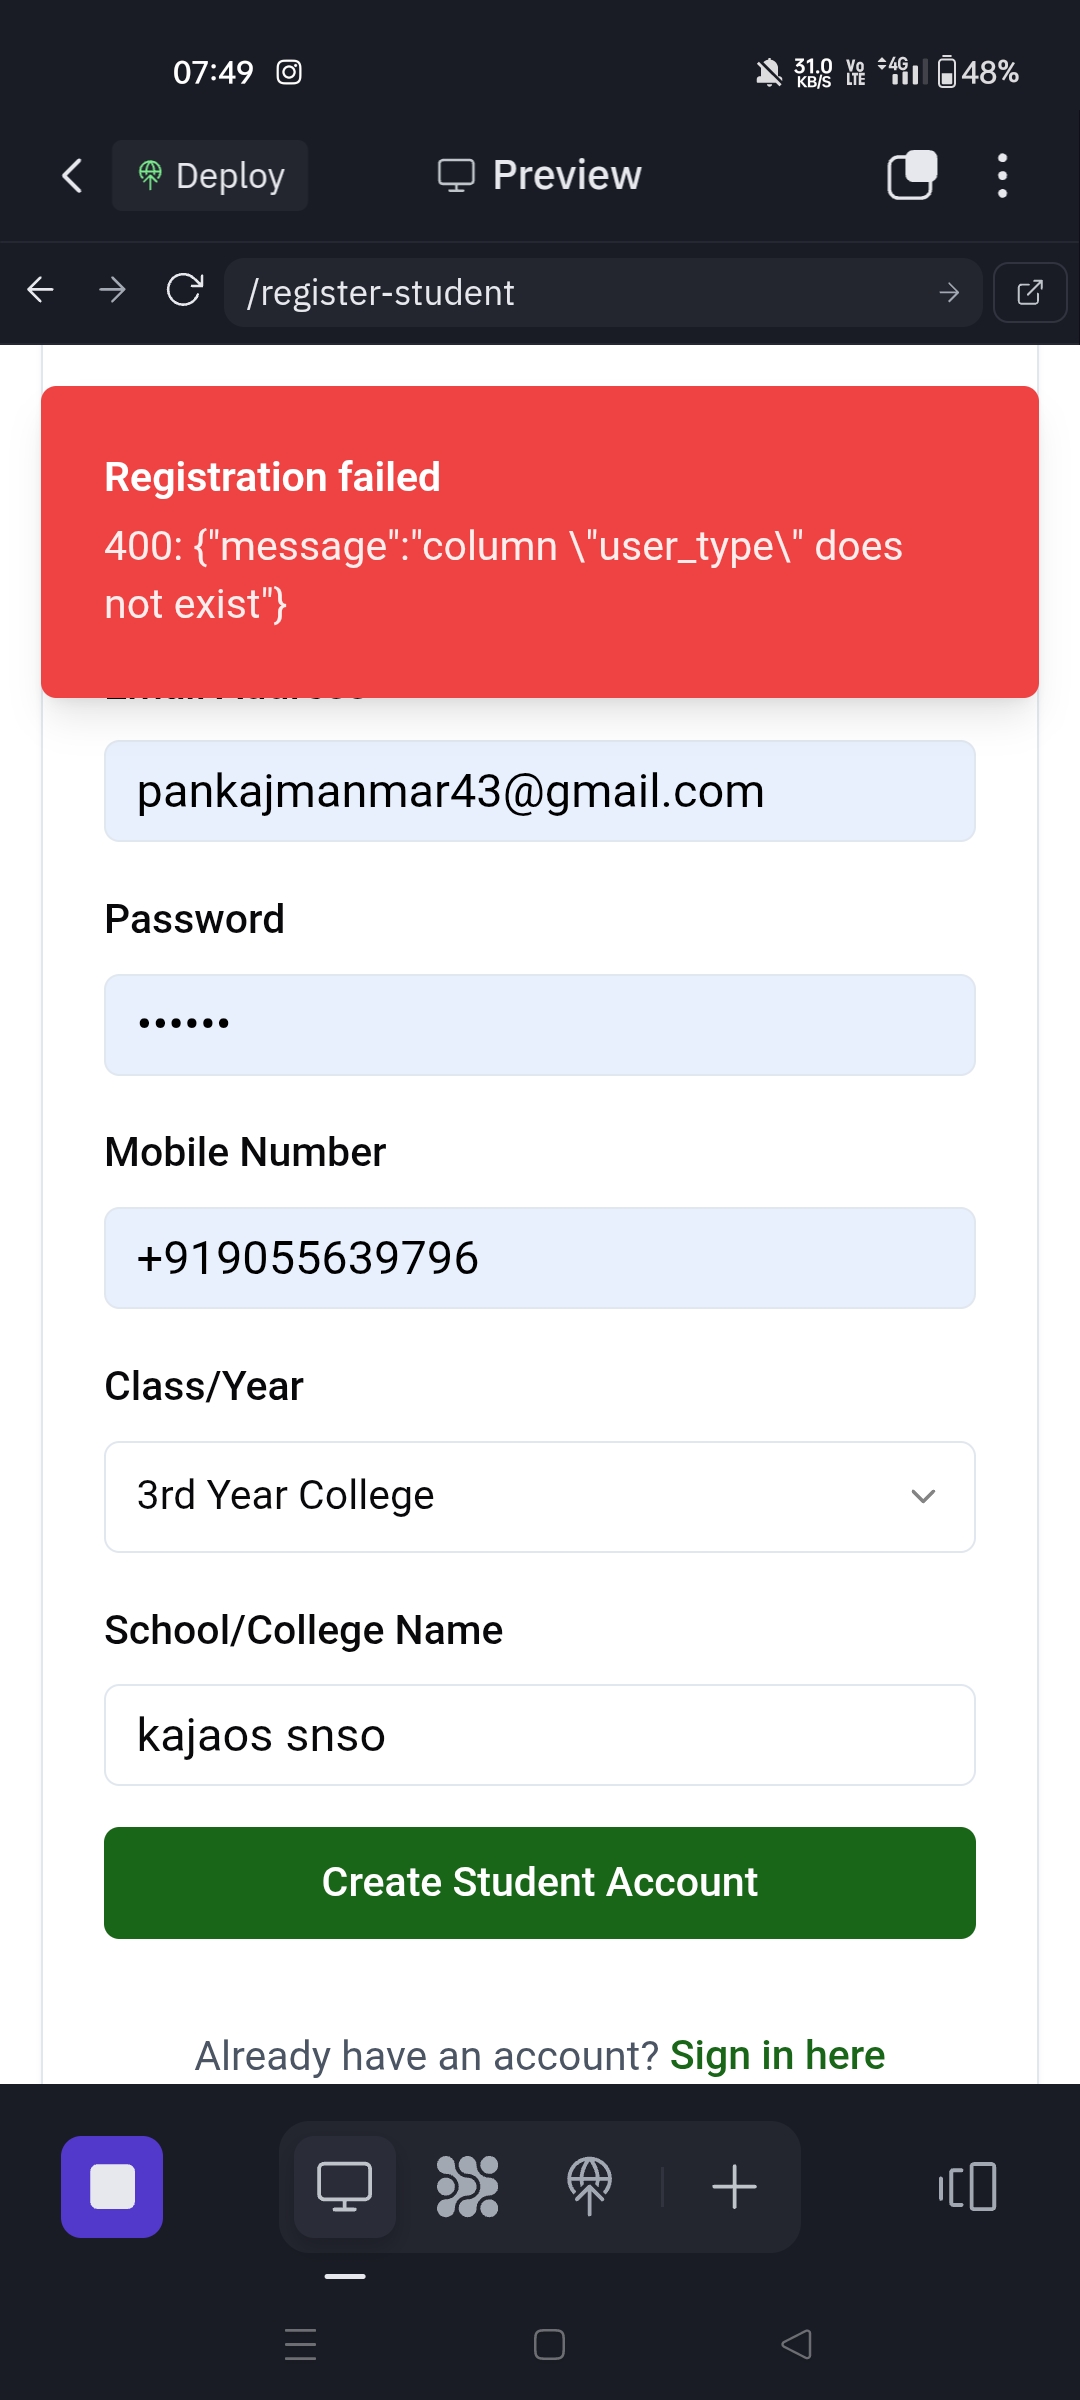 07:49
31.0 KB/S
Vo LTE
4G
48%
Deploy
Preview
/register-student
Registration failed
400: {"message":"column \"user_type\" does
not exist"}
pankajmanmar43@gmail.com
Password
••••••
Mobile Number
+919055639796
Class/Year
3rd Year College
School/College Name
kajaos snso
Create Student Account
Already have an account? Sign in here